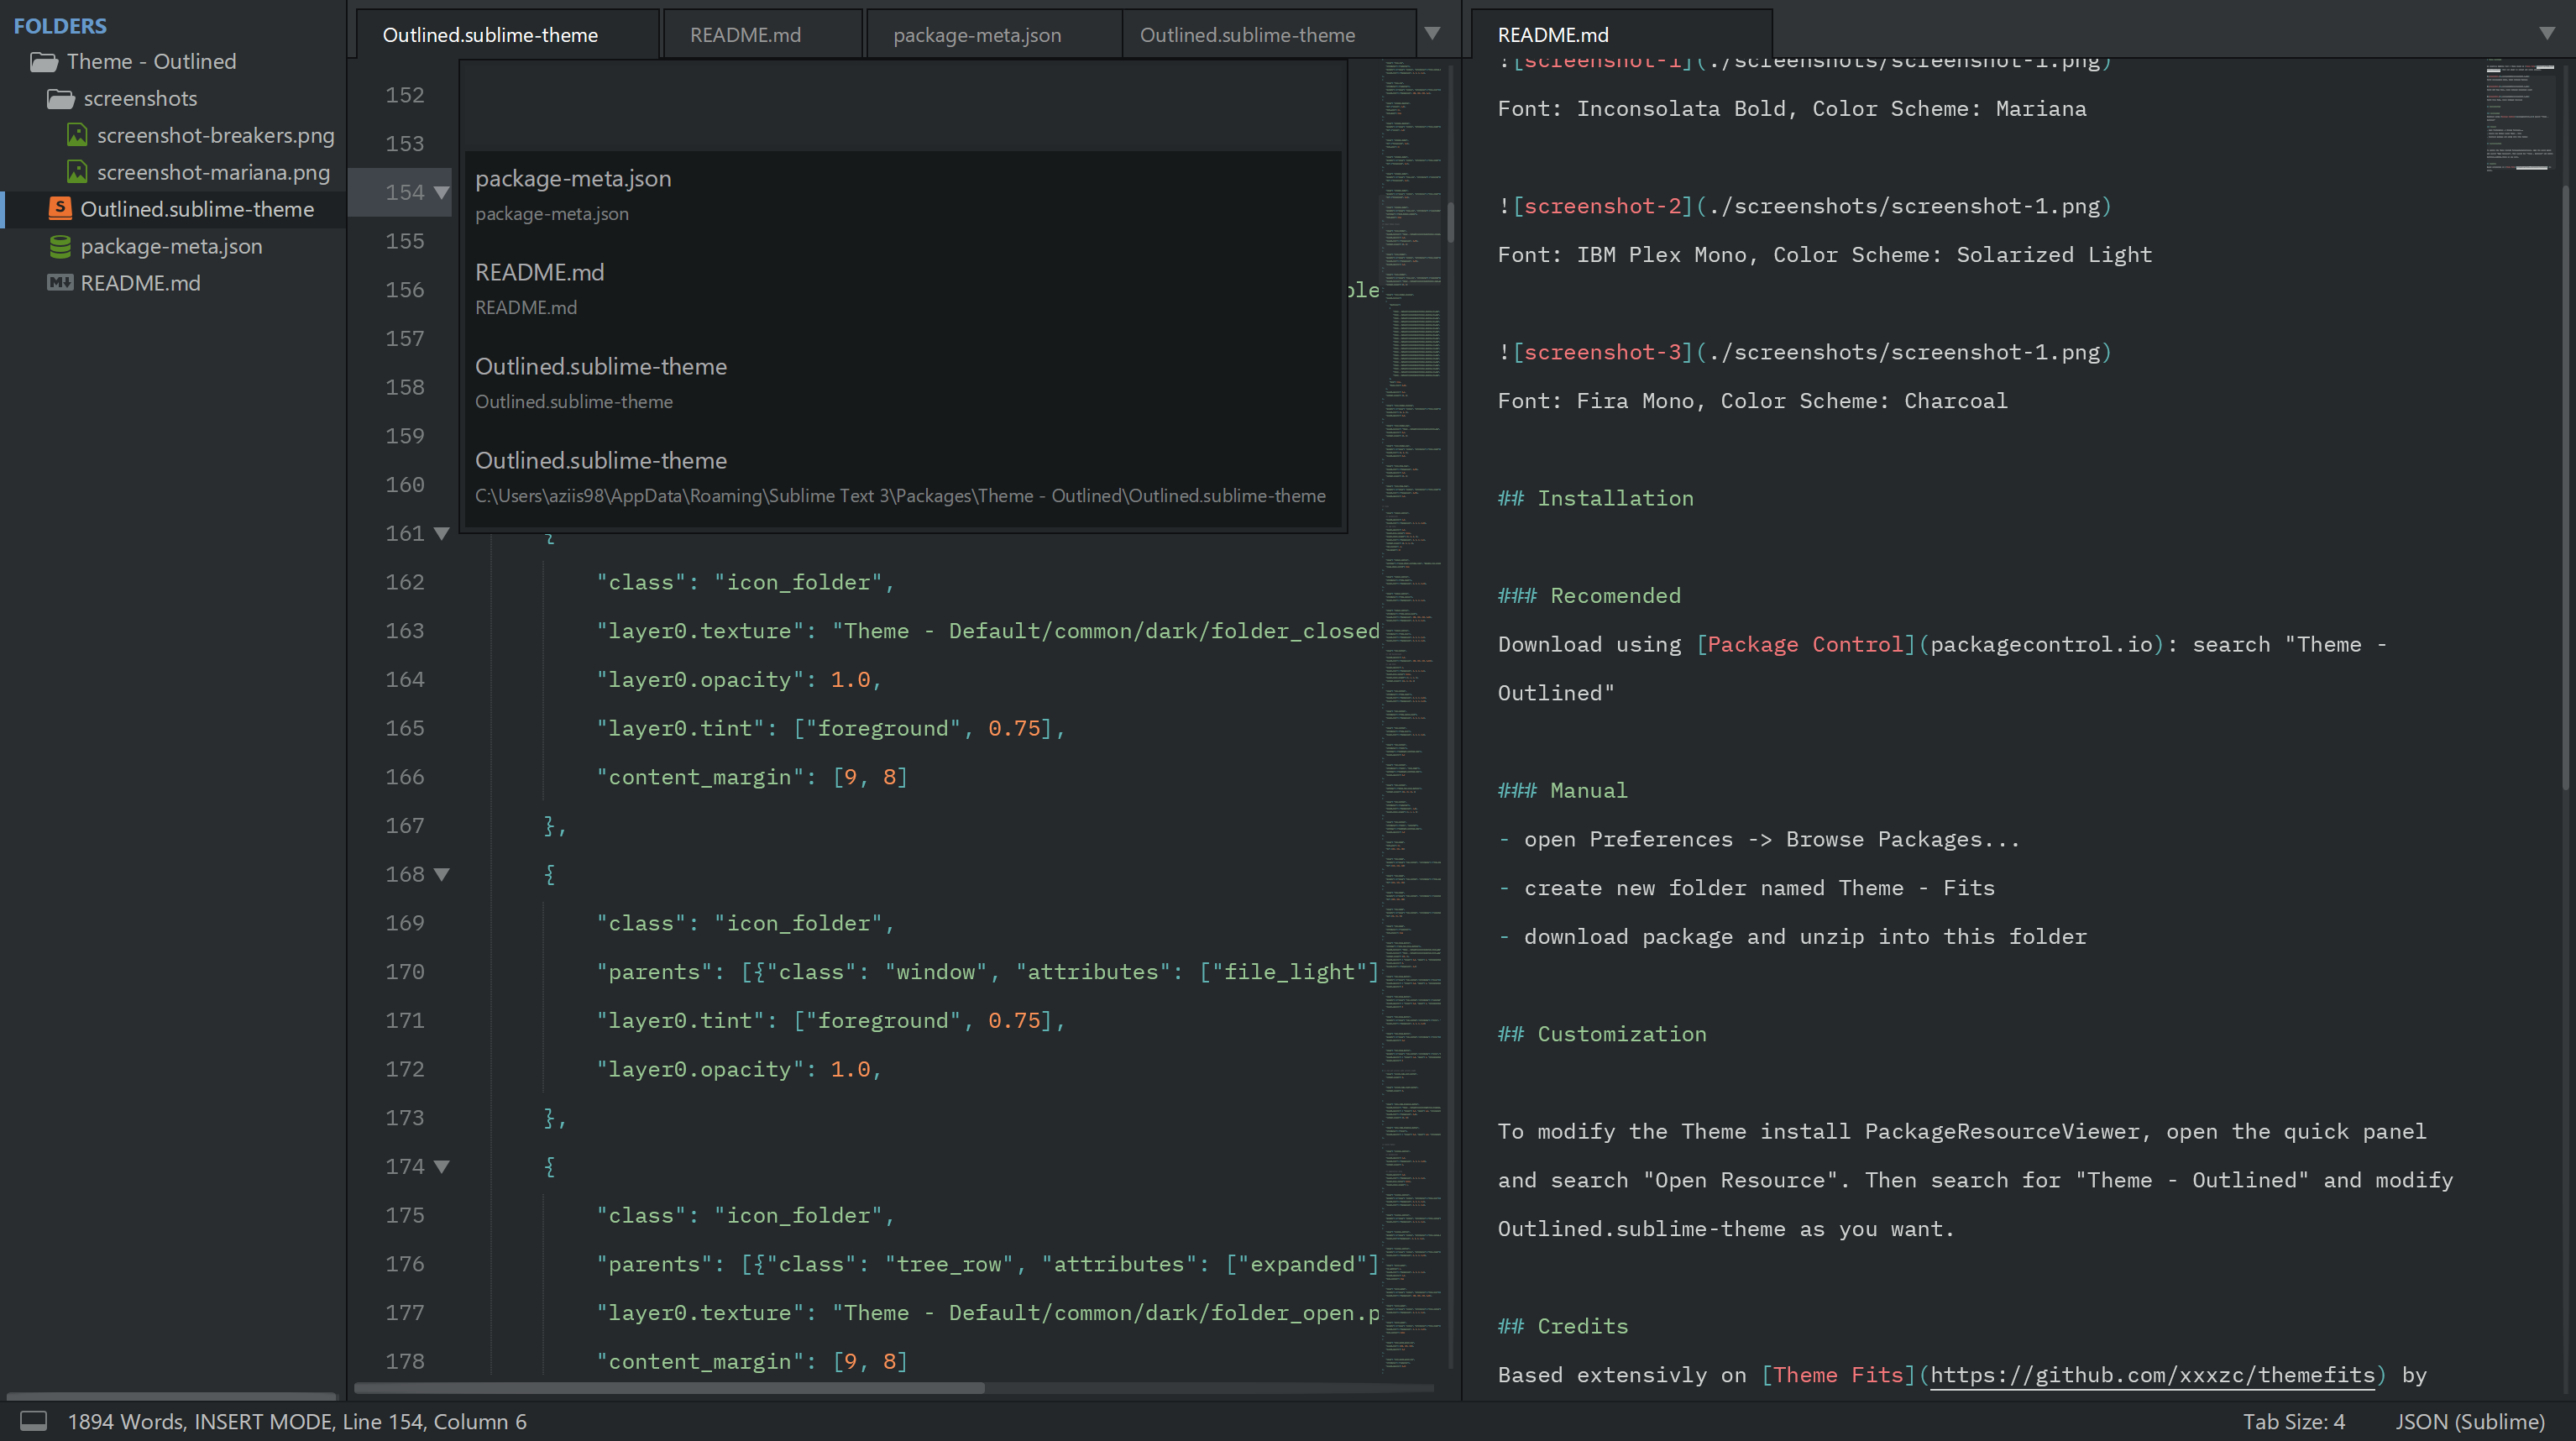 FOLDERS
Theme - Outlined
screenshots
screenshot-breakers.png
screenshot-mariana.png
Outlined.sublime-theme
package-meta.json
README.md
Outlined.sublime-theme
README.md
package-meta.json
Outlined.sublime-theme
152
153
154
155
156
157
158
159
160
161
162
163
164
165
166
167
168
169
170
171
172
173
174
175
176
177
178
package-meta.json
package-meta.json
README.md
README.md
Outlined.sublime-theme
Outlined.sublime-theme
Outlined.sublime-theme
C:\Users\aziis98\AppData\Roaming\Sublime Text 3\Packages\Theme - Outlined\Outlined.sublime-theme
{
"class": "icon_folder",
"layer0.texture": "Theme - Default/common/dark/folder_closed
"layer0.opacity": 1.0,
"layer0.tint": ["foreground", 0.75],
"content_margin": [9, 8]
},
{
"class": "icon_folder",
"parents": [{"class": "window", "attributes": ["file_light"]
"layer0.tint": ["foreground", 0.75],
"layer0.opacity": 1.0,
},
{
"class": "icon_folder",
"parents": [{"class": "tree_row", "attributes": ["expanded"]
"layer0.texture": "Theme - Default/common/dark/folder_open.p
"content_margin": [9, 8]
README.md
![screenshot-1](./screenshots/screenshot-1.png)
Font: Inconsolata Bold, Color Scheme: Mariana
![screenshot-2](./screenshots/screenshot-1.png)
Font: IBM Plex Mono, Color Scheme: Solarized Light
![screenshot-3](./screenshots/screenshot-1.png)
Font: Fira Mono, Color Scheme: Charcoal
## Installation
### Recomended
Download using [Package Control](packagecontrol.io): search "Theme -
Outlined"
### Manual
- open Preferences -> Browse Packages...
- create new folder named Theme - Fits
- download package and unzip into this folder
## Customization
To modify the Theme install PackageResourceViewer, open the quick panel
and search "Open Resource". Then search for "Theme - Outlined" and modify
Outlined.sublime-theme as you want.
## Credits
Based extensivly on [Theme Fits](https://github.com/xxxzc/themefits) by
1894 Words, INSERT MODE, Line 154, Column 6
Tab Size: 4
JSON (Sublime)